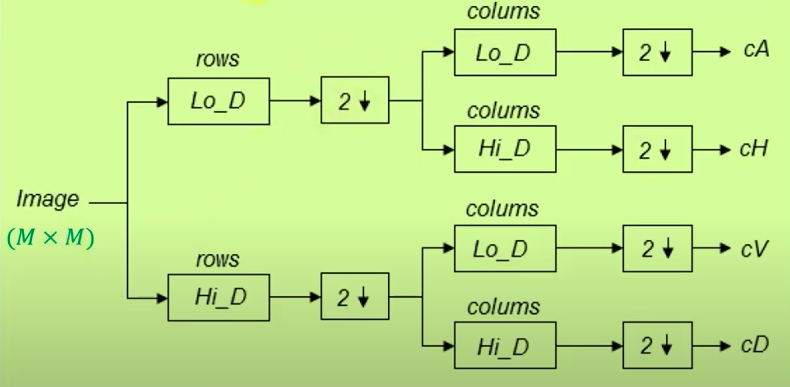 colums
rows
Lo_D
2↓
Lo_D
2↓
cA
colums
Hi_D
2↓
cH
Image
(M × M)
rows
Hi_D
2↓
colums
Lo_D
2↓
cV
colums
Hi_D
2↓
cD